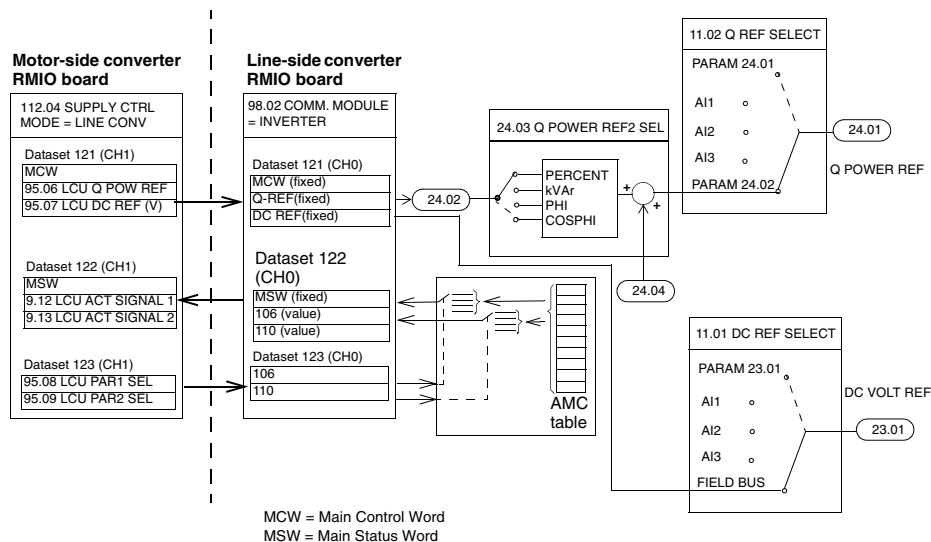 Motor-side converter
RMIO board
112.04 SUPPLY CTRL
MODE = LINE CONV
Dataset 121 (CH1)
MCW
95.06 LCU Q POW REF
95.07 LCU DC REF (V)
Dataset 122 (CH1)
MSW
9.12 LCU ACT SIGNAL 1
9.13 LCU ACT SIGNAL 2
Dataset 123 (CH1)
95.08 LCU PAR1 SEL
95.09 LCU PAR2 SEL
Line-side converter
RMIO board
98.02 COMM. MODULE
= INVERTER
Dataset 121 (CH0)
MCW (fixed)
Q-REF(fixed)
DC REF(fixed)
Dataset 122
(CH0)
MSW (fixed)
106 (value)
110 (value)
Dataset 123 (CH0)
106
110
24.02
24.03 Q POWER REF2 SEL
PERCENT
kVAr
PHI
COSPHI
+
+
24.04
AMC
table
11.02 Q REF SELECT
PARAM 24.01
AI1
AI2
AI3
PARAM 24.02
24.01
Q POWER REF
11.01 DC REF SELECT
PARAM 23.01
AI1
AI2
AI3
FIELD BUS
DC VOLT REF
23.01
MCW = Main Control Word
MSW = Main Status Word